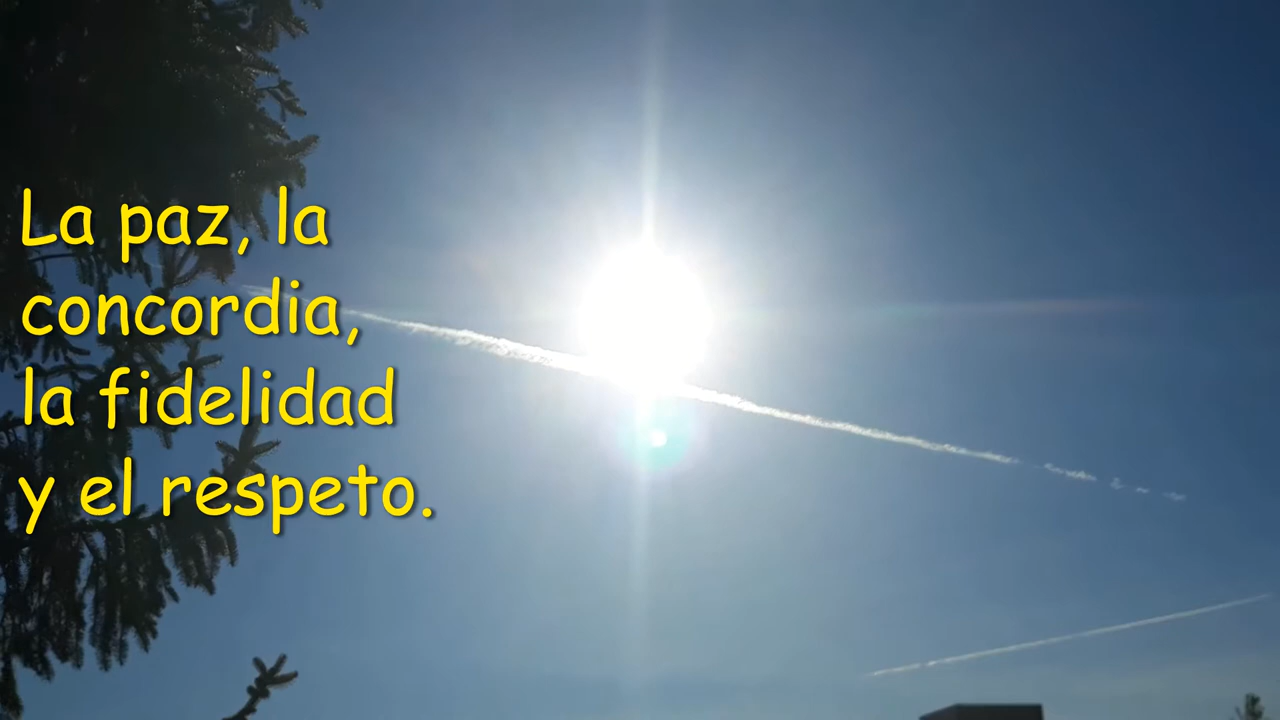 La paz, la
concordia,
la fidelidad
y el respeto.